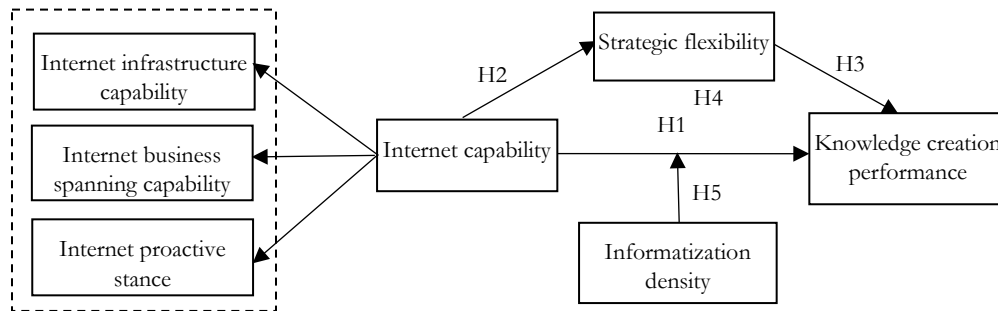 Internet infrastructure
capability
Internet business
spanning capability
Internet proactive
stance
Internet capability
H2
Strategic flexibility
H3
H4
H1
Knowledge creation
performance
H5
Informatization
density